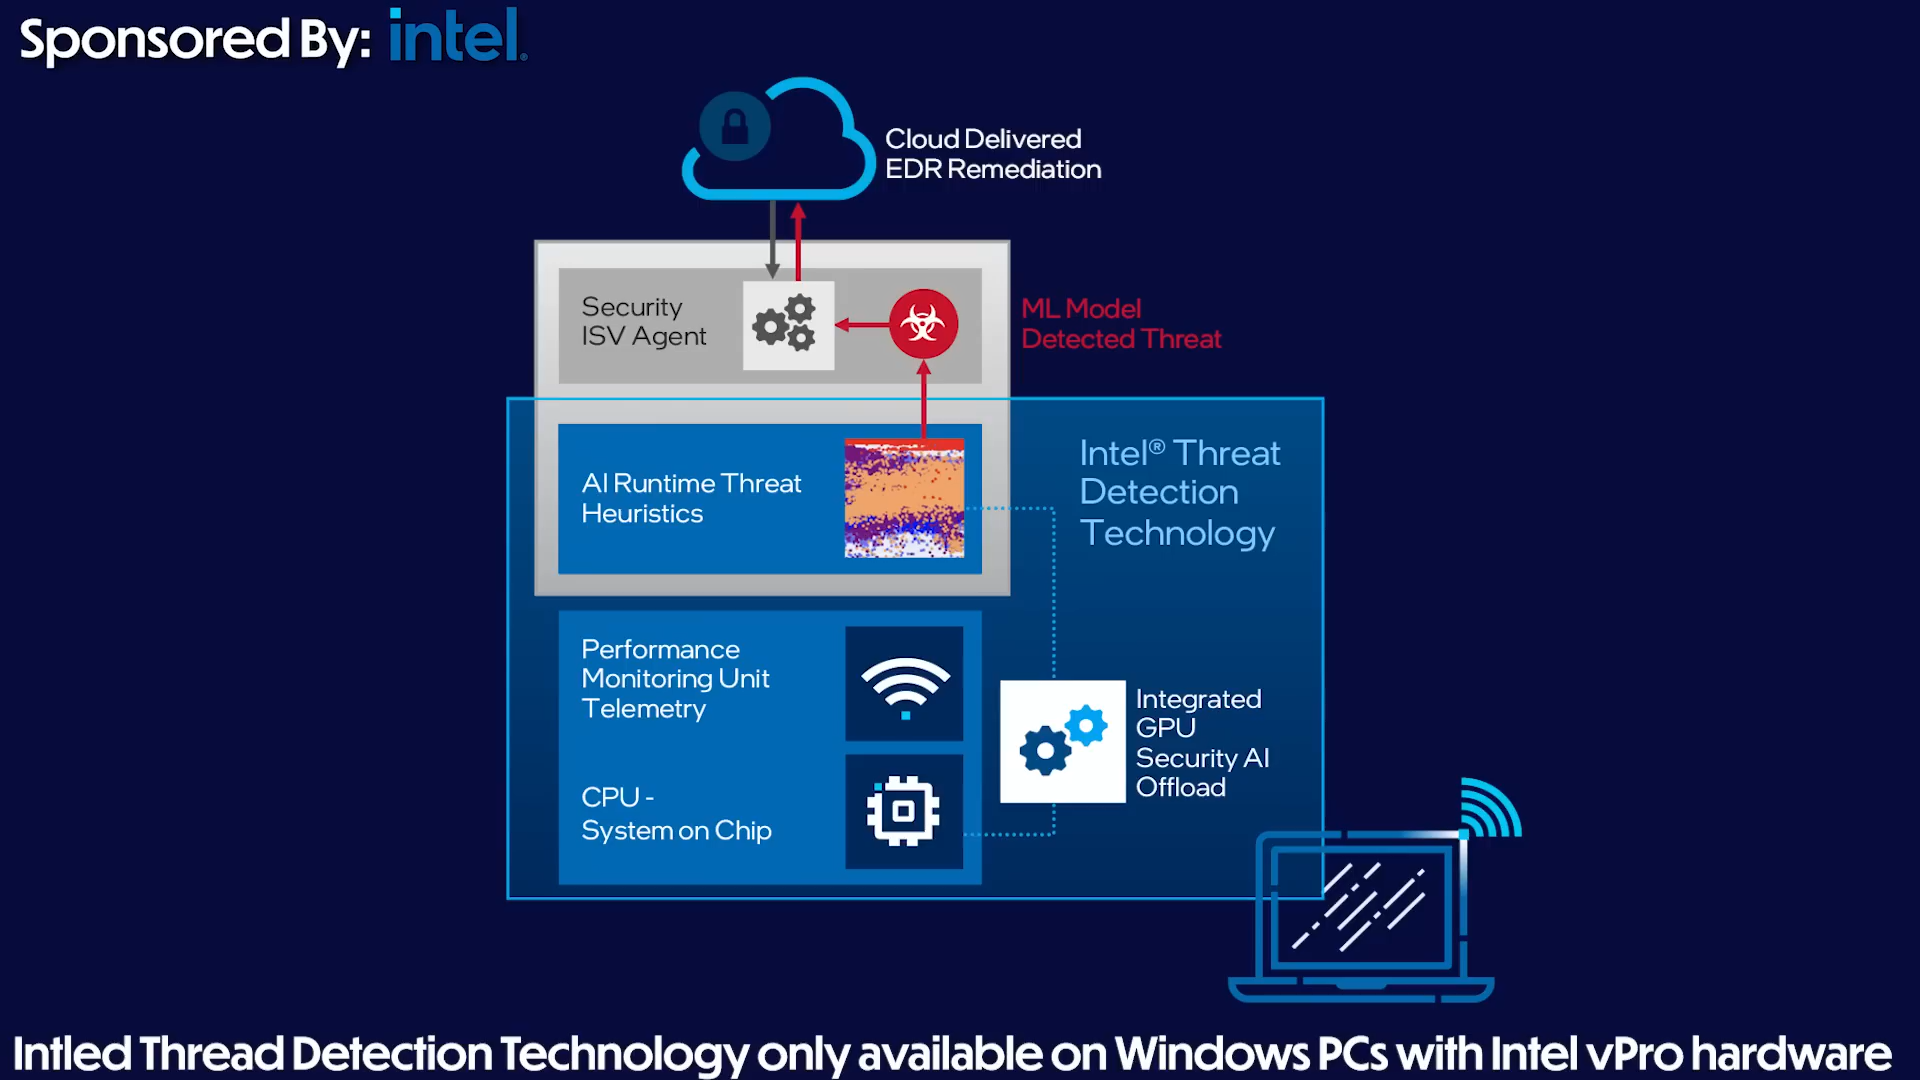 Sponsored By: intel.
Cloud Delivered
EDR Remediation
Security
ISV Agent
ML Model
Detected Threat
AI Runtime Threat
Heuristics
Intel® Threat
Detection
Technology
Performance
Monitoring Unit
Telemetry
Integrated
GPU
Security AI
Offload
CPU -
System on Chip
Intled Thread Detection Technology only available on Windows PCs with Intel vPro hardware